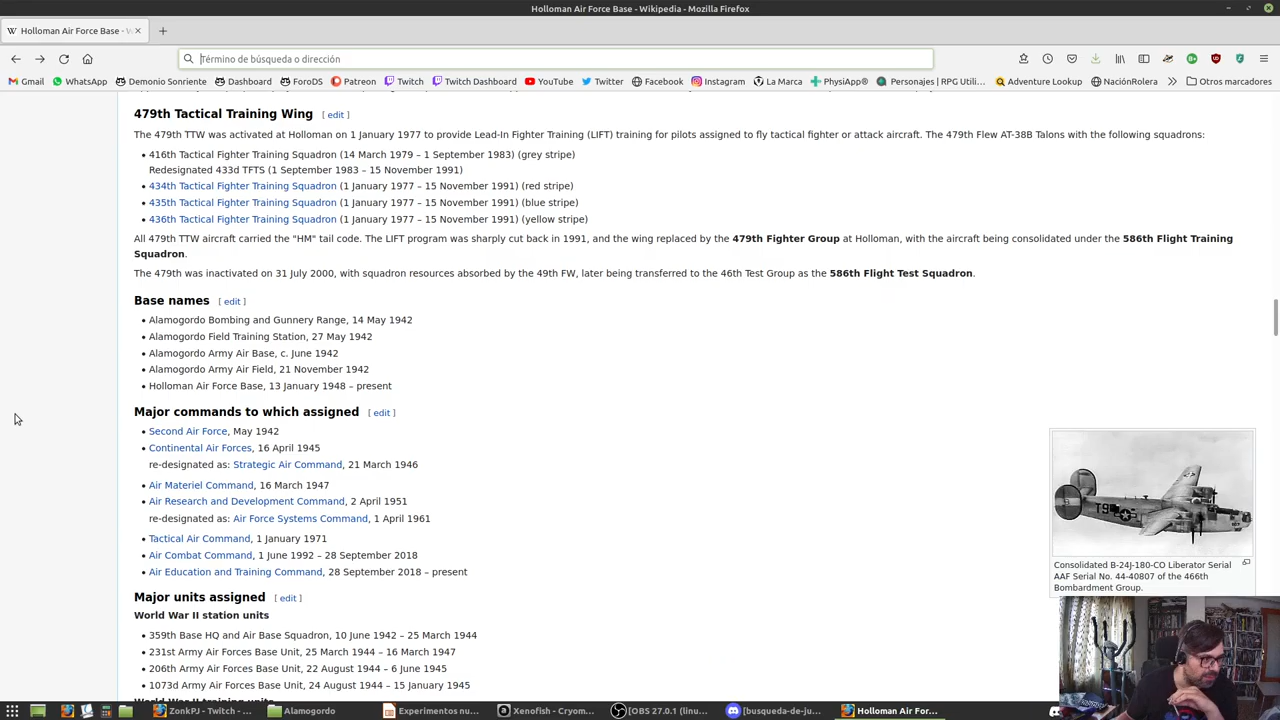 Holloman Air Force Base - Wikipedia - Mozilla Firefox
Holloman Air Force Base -
Término de búsqueda o dirección
Gmail WhatsApp Demonio Sonriente Dashboard ForoDS Patreon Twitch Twitch Dashboard YouTube Twitter Facebook Instagram La Marca PhysiApp® Personajes | RPG Utili... Adventure Lookup NaciónRolera Otros marcadores
479th Tactical Training Wing [ edit ]
The 479th TTW was activated at Holloman on 1 January 1977 to provide Lead-In Fighter Training (LIFT) training for pilots assigned to fly tactical fighter or attack aircraft. The 479th Flew AT-38B Talons with the following squadrons:
• 416th Tactical Fighter Training Squadron (14 March 1979 – 1 September 1983) (grey stripe)
Redesignated 433d TFTS (1 September 1983 – 15 November 1991)
• 434th Tactical Fighter Training Squadron (1 January 1977 – 15 November 1991) (red stripe)
• 435th Tactical Fighter Training Squadron (1 January 1977 – 15 November 1991) (blue stripe)
• 436th Tactical Fighter Training Squadron (1 January 1977 – 15 November 1991) (yellow stripe)
All 479th TTW aircraft carried the "HM" tail code. The LIFT program was sharply cut back in 1991, and the wing replaced by the 479th Fighter Group at Holloman, with the aircraft being consolidated under the 586th Flight Training
Squadron.
The 479th was inactivated on 31 July 2000, with squadron resources absorbed by the 49th FW, later being transferred to the 46th Test Group as the 586th Flight Test Squadron.
Base names [ edit ]
• Alamogordo Bombing and Gunnery Range, 14 May 1942
• Alamogordo Field Training Station, 27 May 1942
• Alamogordo Army Air Base, c. June 1942
• Alamogordo Army Air Field, 21 November 1942
• Holloman Air Force Base, 13 January 1948 – present
Major commands to which assigned [ edit ]
• Second Air Force, May 1942
• Continental Air Forces, 16 April 1945
re-designated as: Strategic Air Command, 21 March 1946
• Air Materiel Command, 16 March 1947
• Air Research and Development Command, 2 April 1951
re-designated as: Air Force Systems Command, 1 April 1961
• Tactical Air Command, 1 January 1971
• Air Combat Command, 1 June 1992 – 28 September 2018
• Air Education and Training Command, 28 September 2018 – present
Consolidated B-24J-180-CO Liberator Serial
AAF Serial No. 44-40807 of the 466th
Bombardment Group.
Major units assigned [ edit ]
World War II station units
• 359th Base HQ and Air Base Squadron, 10 June 1942 – 25 March 1944
• 231st Army Air Forces Base Unit, 25 March 1944 – 16 March 1947
• 206th Army Air Forces Base Unit, 22 August 1944 – 6 June 1945
• 1073d Army Air Forces Base Unit, 24 August 1944 – 15 January 1945
World War II training units
ZonkPJ - Twitch -... Alamogordo Experimentos nu... Xenofish – Cryom... [OBS 27.0.1 (linu... [busqueda-de-ju... Holloman Air For...